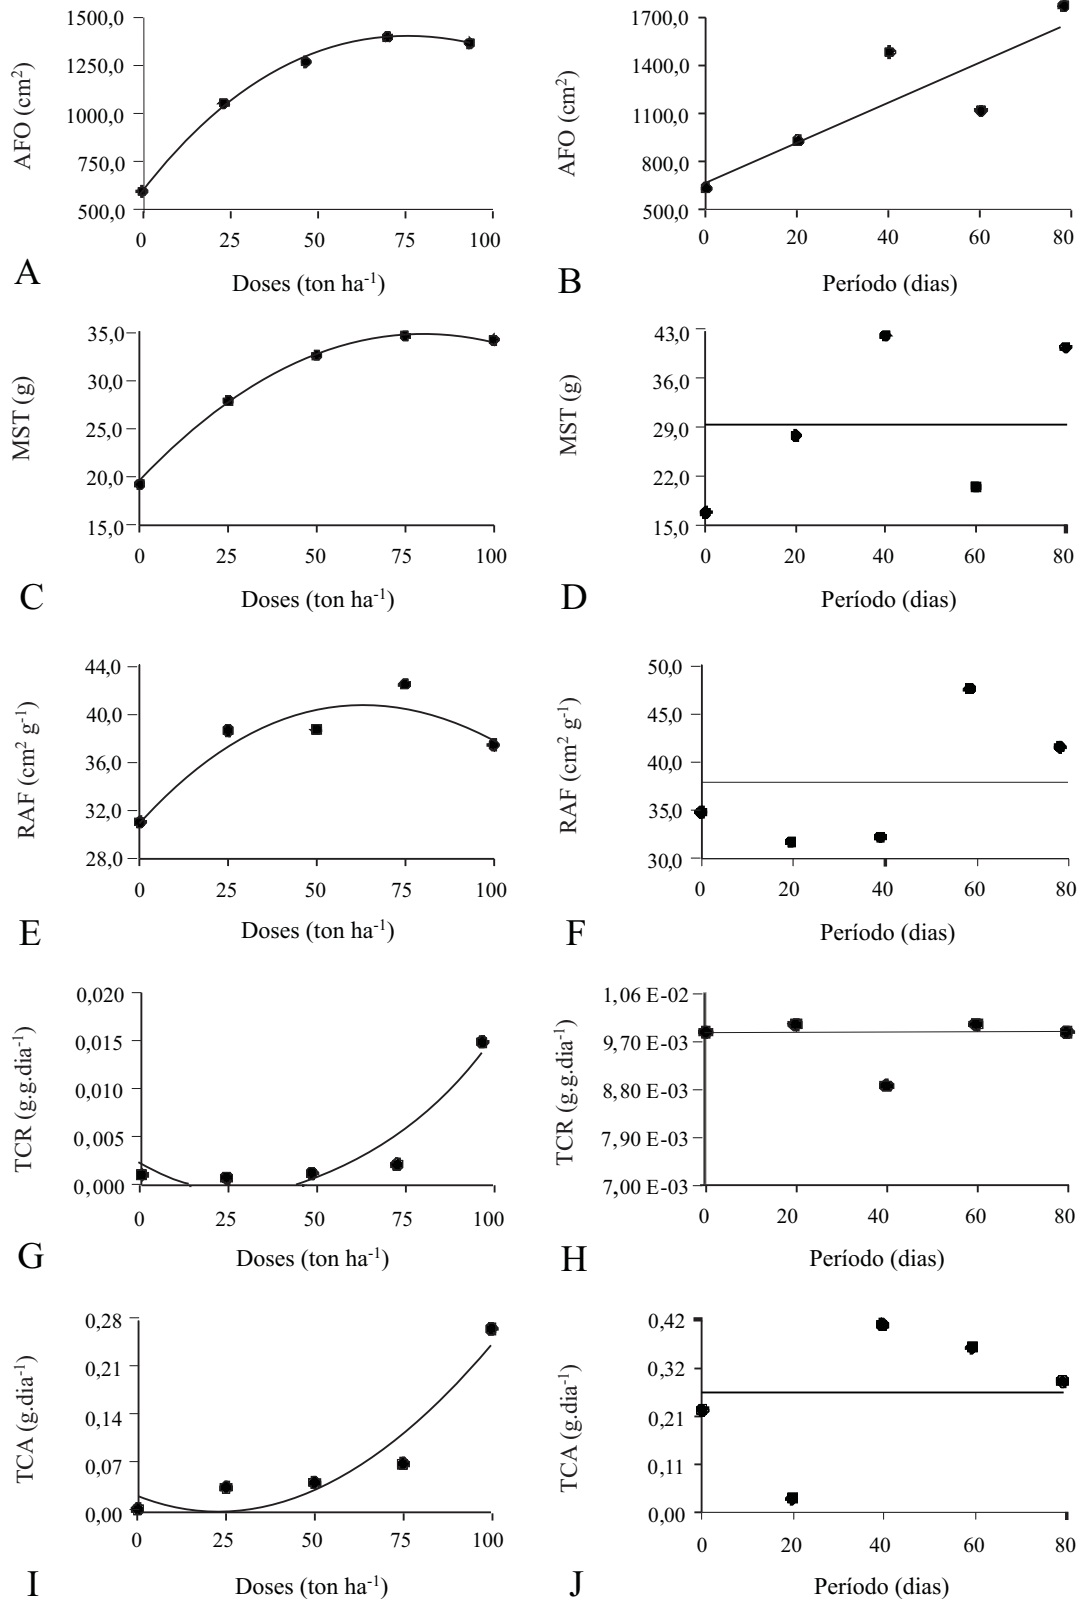 1500,0
1250,0
1000,0
750,0
500,0
AFO (cm²)
0 25 50 75 100
Doses (ton ha⁻¹)
A
1700,0
1400,0
1100,0
800,0
500,0
AFO (cm²)
0 20 40 60 80
Período (dias)
B
35,0
30,0
25,0
20,0
15,0
MST (g)
0 25 50 75 100
Doses (ton ha⁻¹)
C
43,0
36,0
29,0
22,0
15,0
MST (g)
0 20 40 60 80
Período (dias)
D
44,0
40,0
36,0
32,0
28,0
RAF (cm² g⁻¹)
0 25 50 75 100
Doses (ton ha⁻¹)
E
50,0
45,0
40,0
35,0
30,0
RAF (cm² g⁻¹)
0 20 40 60 80
Período (dias)
F
0,020
0,015
0,010
0,005
0,000
TCR (g.g.dia⁻¹)
0 25 50 75 100
Doses (ton ha⁻¹)
G
1,06 E-02
9,70 E-03
8,80 E-03
7,90 E-03
7,00 E-03
TCR (g.g.dia⁻¹)
0 20 40 60 80
Período (dias)
H
0,28
0,21
0,14
0,07
0,00
TCA (g.dia⁻¹)
0 25 50 75 100
Doses (ton ha⁻¹)
I
0,42
0,32
0,21
0,11
0,00
TCA (g.dia⁻¹)
0 20 40 60 80
Período (dias)
J